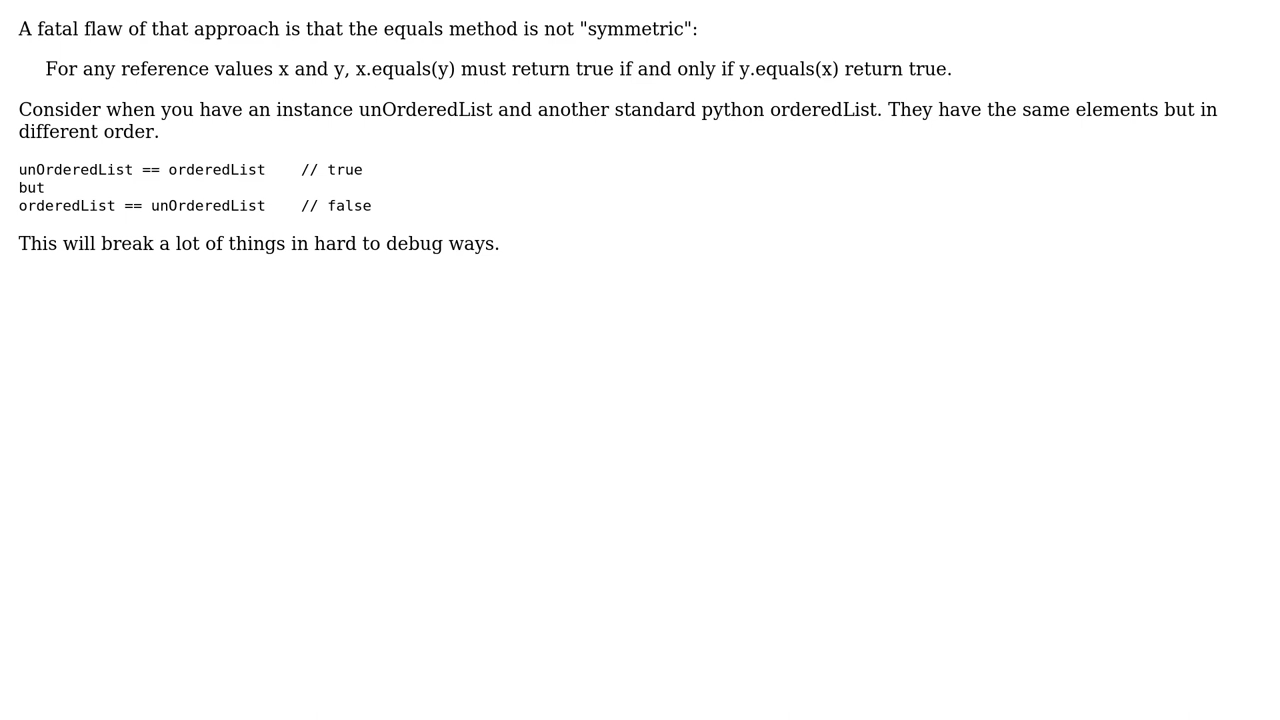 A fatal flaw of that approach is that the equals method is not "symmetric":
For any reference values x and y, x.equals(y) must return true if and only if y.equals(x) return true.
Consider when you have an instance unOrderedList and another standard python orderedList. They have the same elements but in
different order.
unOrderedList == orderedList    // true
but
orderedList == unOrderedList    // false
This will break a lot of things in hard to debug ways.